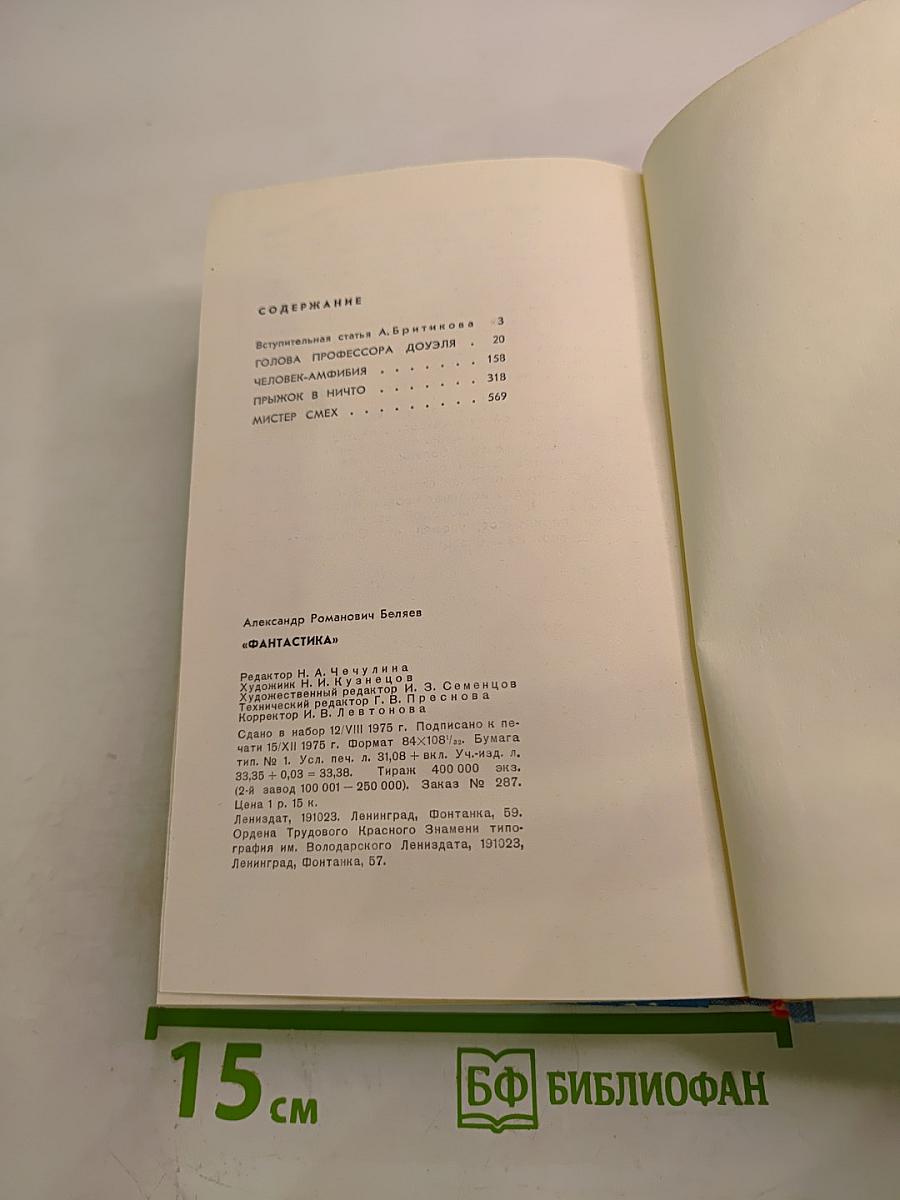 СОДЕРЖАНИЕ
Вступительная статья А. Бритикова 3
ГОЛОВА ПРОФЕССОРА ДОУЭЛЯ . 20
ЧЕЛОВЕК-АМФИБИЯ . . . . . . . 158
ПРЫЖОК В НИЧТО . . . . . . . 318
МИСТЕР СМЕХ . . . . . . . . . 569
Александр Романович Беляев
«ФАНТАСТИКА»
Редактор Н. А. Чечулина
Художник Н. И. Кузнецов
Художественный редактор И. З. Семенцов
Технический редактор Г. В. Преснова
Корректор И. В. Левтонова
Сдано в набор 12/VIII 1975 г. Подписано к пе-
чати 15/XII 1975 г. Формат 84×108¹/₃₂. Бумага
тип. № 1. Усл. печ. л. 31,08 + вкл. Уч.-изд. л.
33,35 + 0,03 = 33,38. Тираж 400 000 экз.
(2-й завод 100 001 — 250 000). Заказ № 287.
Цена 1 р. 15 к.
Лениздат, 191023. Ленинград, Фонтанка, 59.
Ордена Трудового Красного Знамени типо-
графия им. Володарского Лениздата, 191023,
Ленинград, Фонтанка, 57.
15 см
БФ БИБЛИОФАН